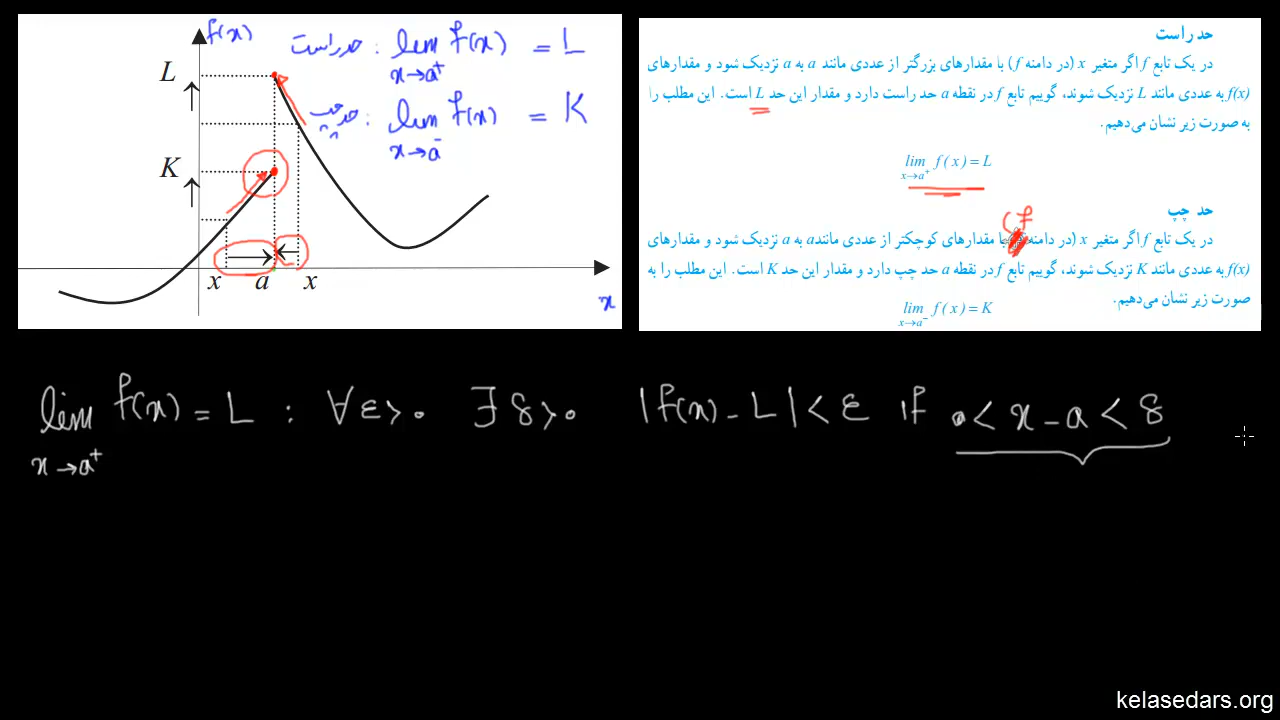 f(x)
حد راست : lim f(x) = L
x→a⁺
حد چپ : lim f(x) = K
x→a⁻
L
K
x a x
x
حد راست
در یک تابع f اگر متغیر x (در دامنه f) با مقدارهای بزرگتر از عددی مانند a به a نزدیک شود و مقدارهای
f(x) به عددی مانند L نزدیک شوند، گوییم تابع f در نقطه a حد راست دارد و مقدار این حد L است. این مطلب را
به صورت زیر نشان می‌دهیم.
lim f(x) = L
x→a⁺
حد چپ
در یک تابع f اگر متغیر x (در دامنه f) با مقدارهای کوچکتر از عددی مانند a به a نزدیک شود و مقدارهای
f(x) به عددی مانند K نزدیک شوند، گوییم تابع f در نقطه a حد چپ دارد و مقدار این حد K است. این مطلب را به
صورت زیر نشان می‌دهیم.
lim f(x) = K
x→a⁻
lim f(x) = L : ∀ε>0 ∃δ>0 |f(x) - L| < ε if 0 < x - a < δ
x→a⁺
kelasedars.org